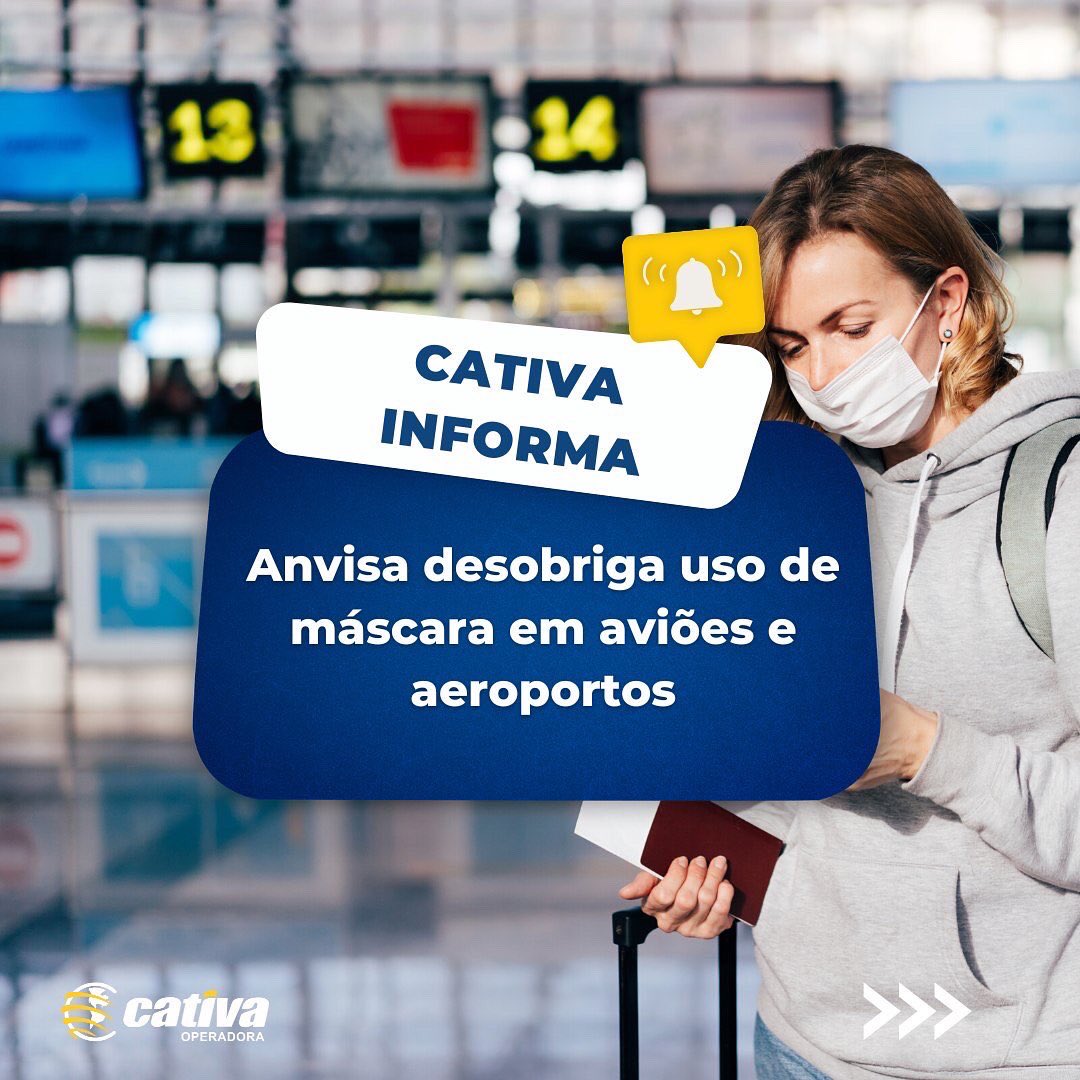 13
14
CATIVA
INFORMA
Anvisa desobriga uso de
máscara em aviões e
aeroportos
cativa
OPERADORA